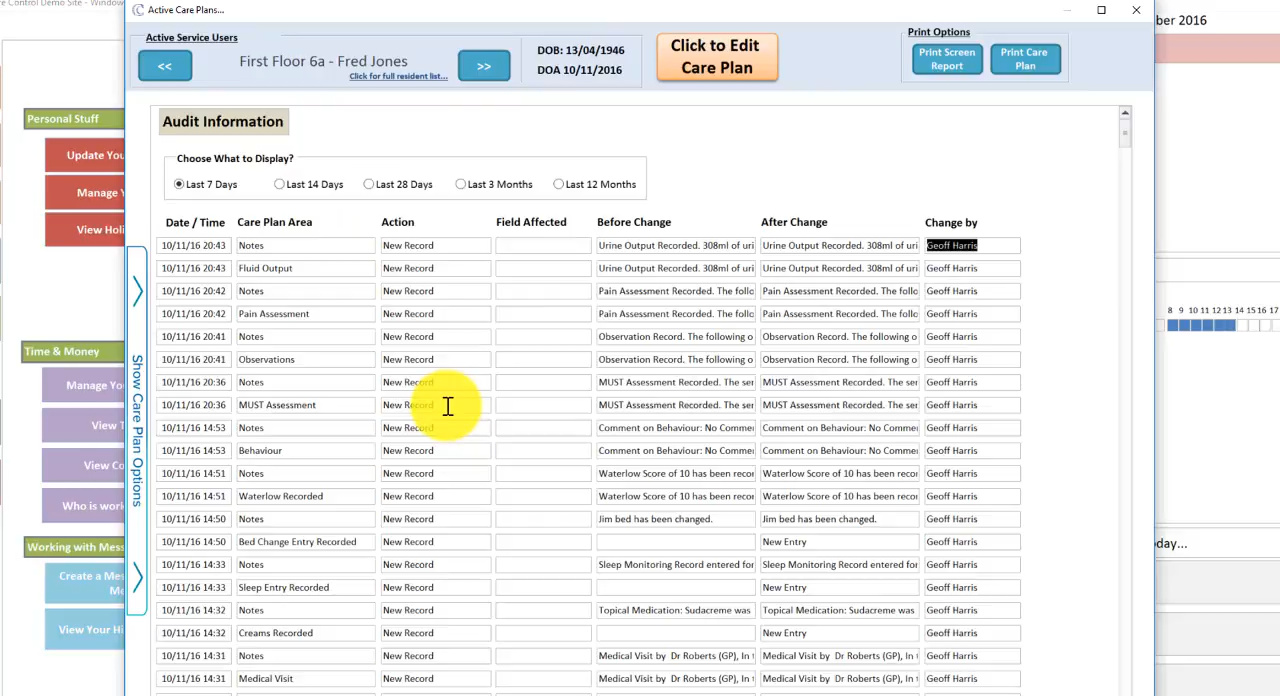 re Control Demo Site - Window
Active Care Plans...
ber 2016
Active Service Users
<<
First Floor 6a - Fred Jones
Click for full resident list...
>>
DOB: 13/04/1946
DOA 10/11/2016
Click to Edit
Care Plan
Print Options
Print Screen
Report
Print Care
Plan
Personal Stuff
Update You
Manage Y
View Holi
Time & Money
Manage Yo
View T
View Co
Who is work
Working with Mess
Create a Mes
Me
View Your Hi
Show Care Plan Options
Audit Information
Choose What to Display?
Last 7 Days Last 14 Days Last 28 Days Last 3 Months Last 12 Months
Date / Time Care Plan Area Action Field Affected Before Change After Change Change by
10/11/16 20:43 Notes New Record Urine Output Recorded. 308ml of uri Urine Output Recorded. 308ml of uri Geoff Harris
10/11/16 20:43 Fluid Output New Record Urine Output Recorded. 308ml of uri Urine Output Recorded. 308ml of uri Geoff Harris
10/11/16 20:42 Notes New Record Pain Assessment Recorded. The follo Pain Assessment Recorded. The follo Geoff Harris
10/11/16 20:42 Pain Assessment New Record Pain Assessment Recorded. The follo Pain Assessment Recorded. The follo Geoff Harris
10/11/16 20:41 Notes New Record Observation Record. The following o Observation Record. The following o Geoff Harris
10/11/16 20:41 Observations New Record Observation Record. The following o Observation Record. The following o Geoff Harris
10/11/16 20:36 Notes New Record MUST Assessment Recorded. The ser MUST Assessment Recorded. The ser Geoff Harris
10/11/16 20:36 MUST Assessment New Record MUST Assessment Recorded. The ser MUST Assessment Recorded. The ser Geoff Harris
10/11/16 14:53 Notes New Record Comment on Behaviour: No Commer Comment on Behaviour: No Commer Geoff Harris
10/11/16 14:53 Behaviour New Record Comment on Behaviour: No Commer Comment on Behaviour: No Commer Geoff Harris
10/11/16 14:51 Notes New Record Waterlow Score of 10 has been recor Waterlow Score of 10 has been recor Geoff Harris
10/11/16 14:51 Waterlow Recorded New Record Waterlow Score of 10 has been recor Waterlow Score of 10 has been recor Geoff Harris
10/11/16 14:50 Notes New Record Jim bed has been changed. Jim bed has been changed. Geoff Harris
10/11/16 14:50 Bed Change Entry Recorded New Record New Entry Geoff Harris
10/11/16 14:33 Notes New Record Sleep Monitoring Record entered for Sleep Monitoring Record entered for Geoff Harris
10/11/16 14:33 Sleep Entry Recorded New Record New Entry Geoff Harris
10/11/16 14:32 Notes New Record Topical Medication: Sudacreme was Topical Medication: Sudacreme was Geoff Harris
10/11/16 14:32 Creams Recorded New Record New Entry Geoff Harris
10/11/16 14:31 Notes New Record Medical Visit by Dr Roberts (GP), In t Medical Visit by Dr Roberts (GP), In t Geoff Harris
10/11/16 14:31 Medical Visit New Record Medical Visit by Dr Roberts (GP), In t Medical Visit by Dr Roberts (GP), In t Geoff Harris
8 9 10 11 12 13 14 15 16 17
day...